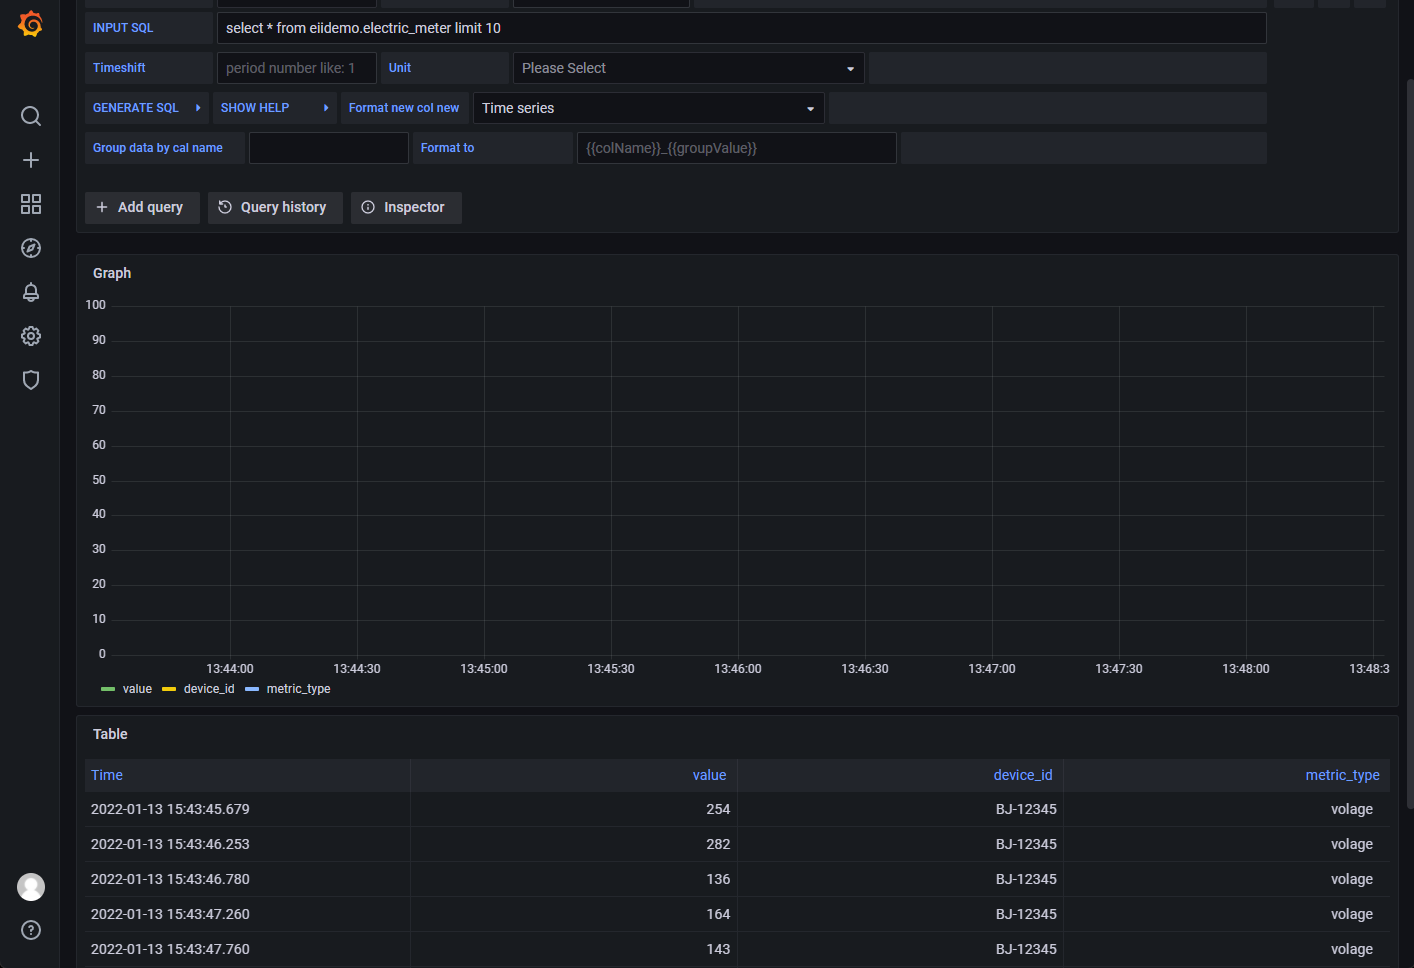 INPUT SQL select * from eiidemo.electric_meter limit 10
Timeshift period number like: 1 Unit Please Select
GENERATE SQL SHOW HELP Format new col new Time series
Group data by cal name Format to {{colName}}_{{groupValue}}
Add query Query history Inspector
Graph
100
90
80
70
60
50
40
30
20
10
0
13:44:00 13:44:30 13:45:00 13:45:30 13:46:00 13:46:30 13:47:00 13:47:30 13:48:00 13:48:3
value device_id metric_type
Table
Time value device_id metric_type
2022-01-13 15:43:45.679 254 BJ-12345 volage
2022-01-13 15:43:46.253 282 BJ-12345 volage
2022-01-13 15:43:46.780 136 BJ-12345 volage
2022-01-13 15:43:47.260 164 BJ-12345 volage
2022-01-13 15:43:47.760 143 BJ-12345 volage